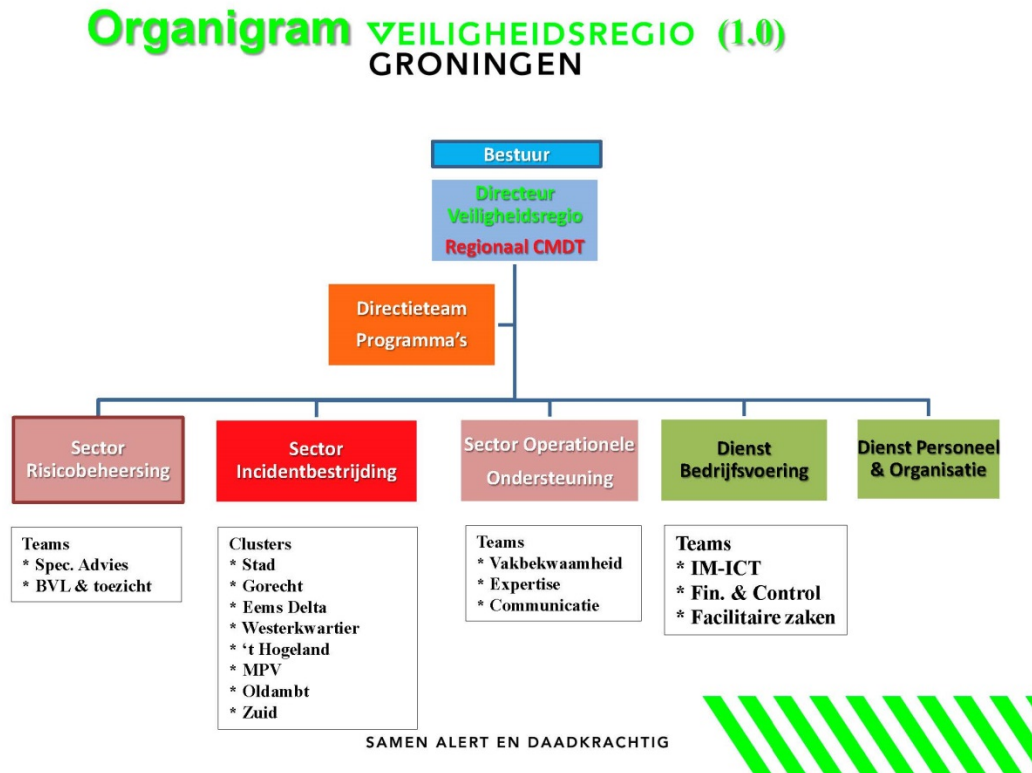 Organigram VEILIGHEIDSREGIO (1.0)
GRONINGEN
Bestuur
Directeur
Veiligheidsregio
Regionaal CMDT
Directieteam
Programma's
Sector
Risicobeheersing
Sector
Incidentbestrijding
Sector Operationele
Ondersteuning
Dienst
Bedrijfsvoering
Dienst Personeel
& Organisatie
Teams
* Spec. Advies
* BVL & toezicht
Clusters
* Stad
* Gorecht
* Eems Delta
* Westerkwartier
* ‘t Hogeland
* MPV
* Oldambt
* Zuid
Teams
* Vakbekwaamheid
* Expertise
* Communicatie
Teams
* IM-ICT
* Fin. & Control
* Facilitaire zaken
SAMEN ALERT EN DAADKRACHTIG